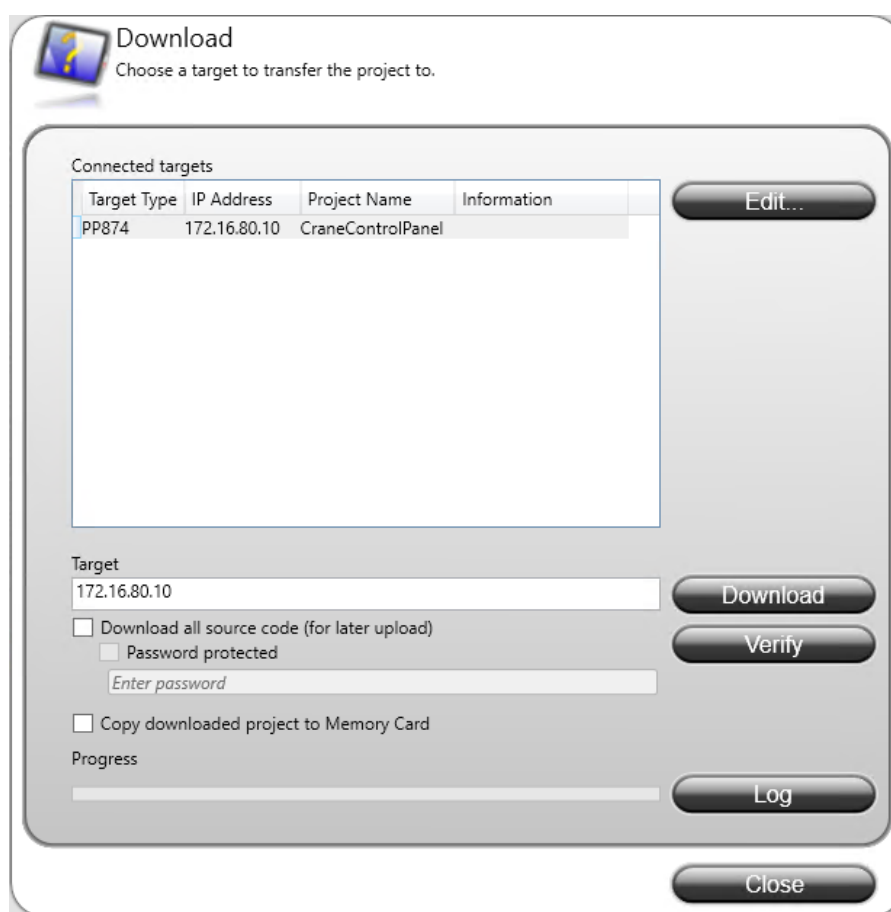 Download
Choose a target to transfer the project to.
Connected targets
Target Type IP Address Project Name Information
PP874 172.16.80.10 CraneControlPanel
Edit...
Target
172.16.80.10
Download
Download all source code (for later upload)
Password protected
Verify
Enter password
Copy downloaded project to Memory Card
Progress
Log
Close